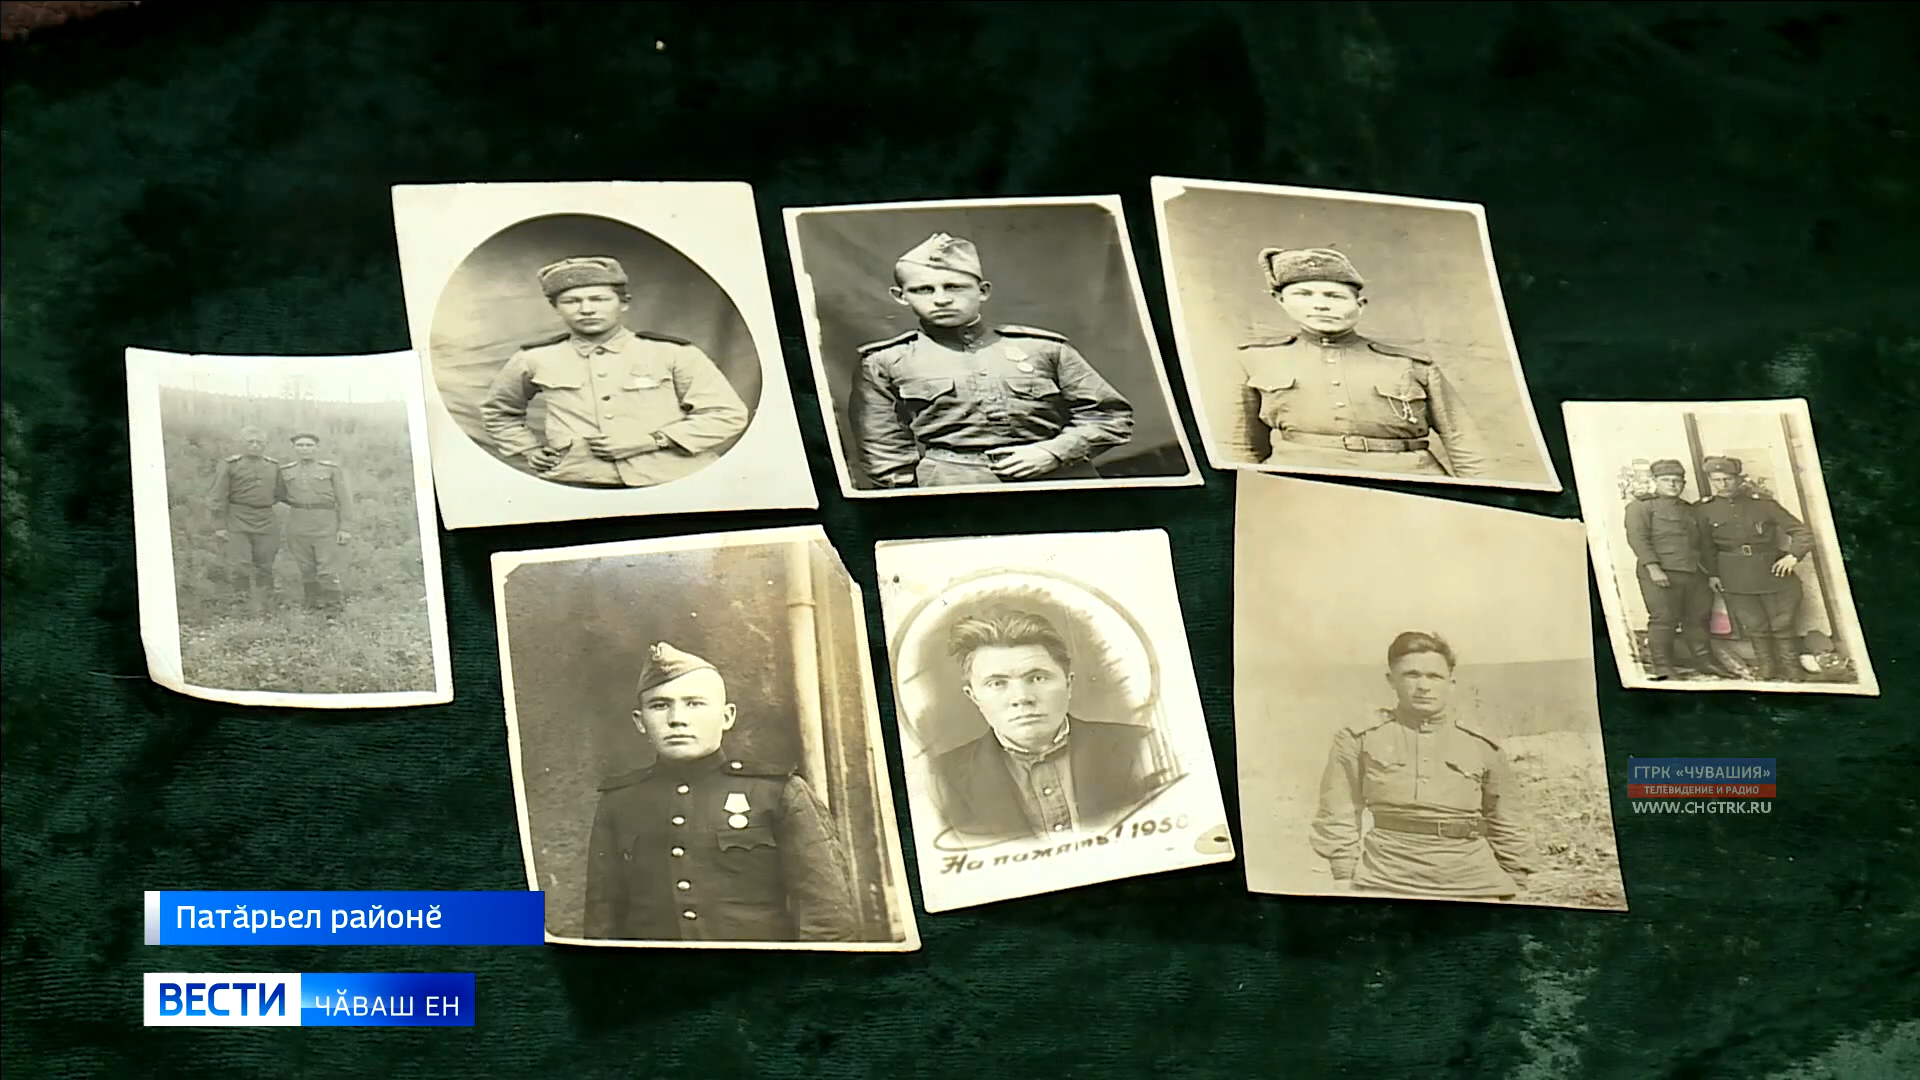 На память! 1950
ГТРК «ЧУВАШИЯ»
ТЕЛЕВИДЕНИЕ И РАДИО
WWW.CHGTRK.RU
Патӑрьел районӗ
ВЕСТИ ЧӐВАШ ЕН